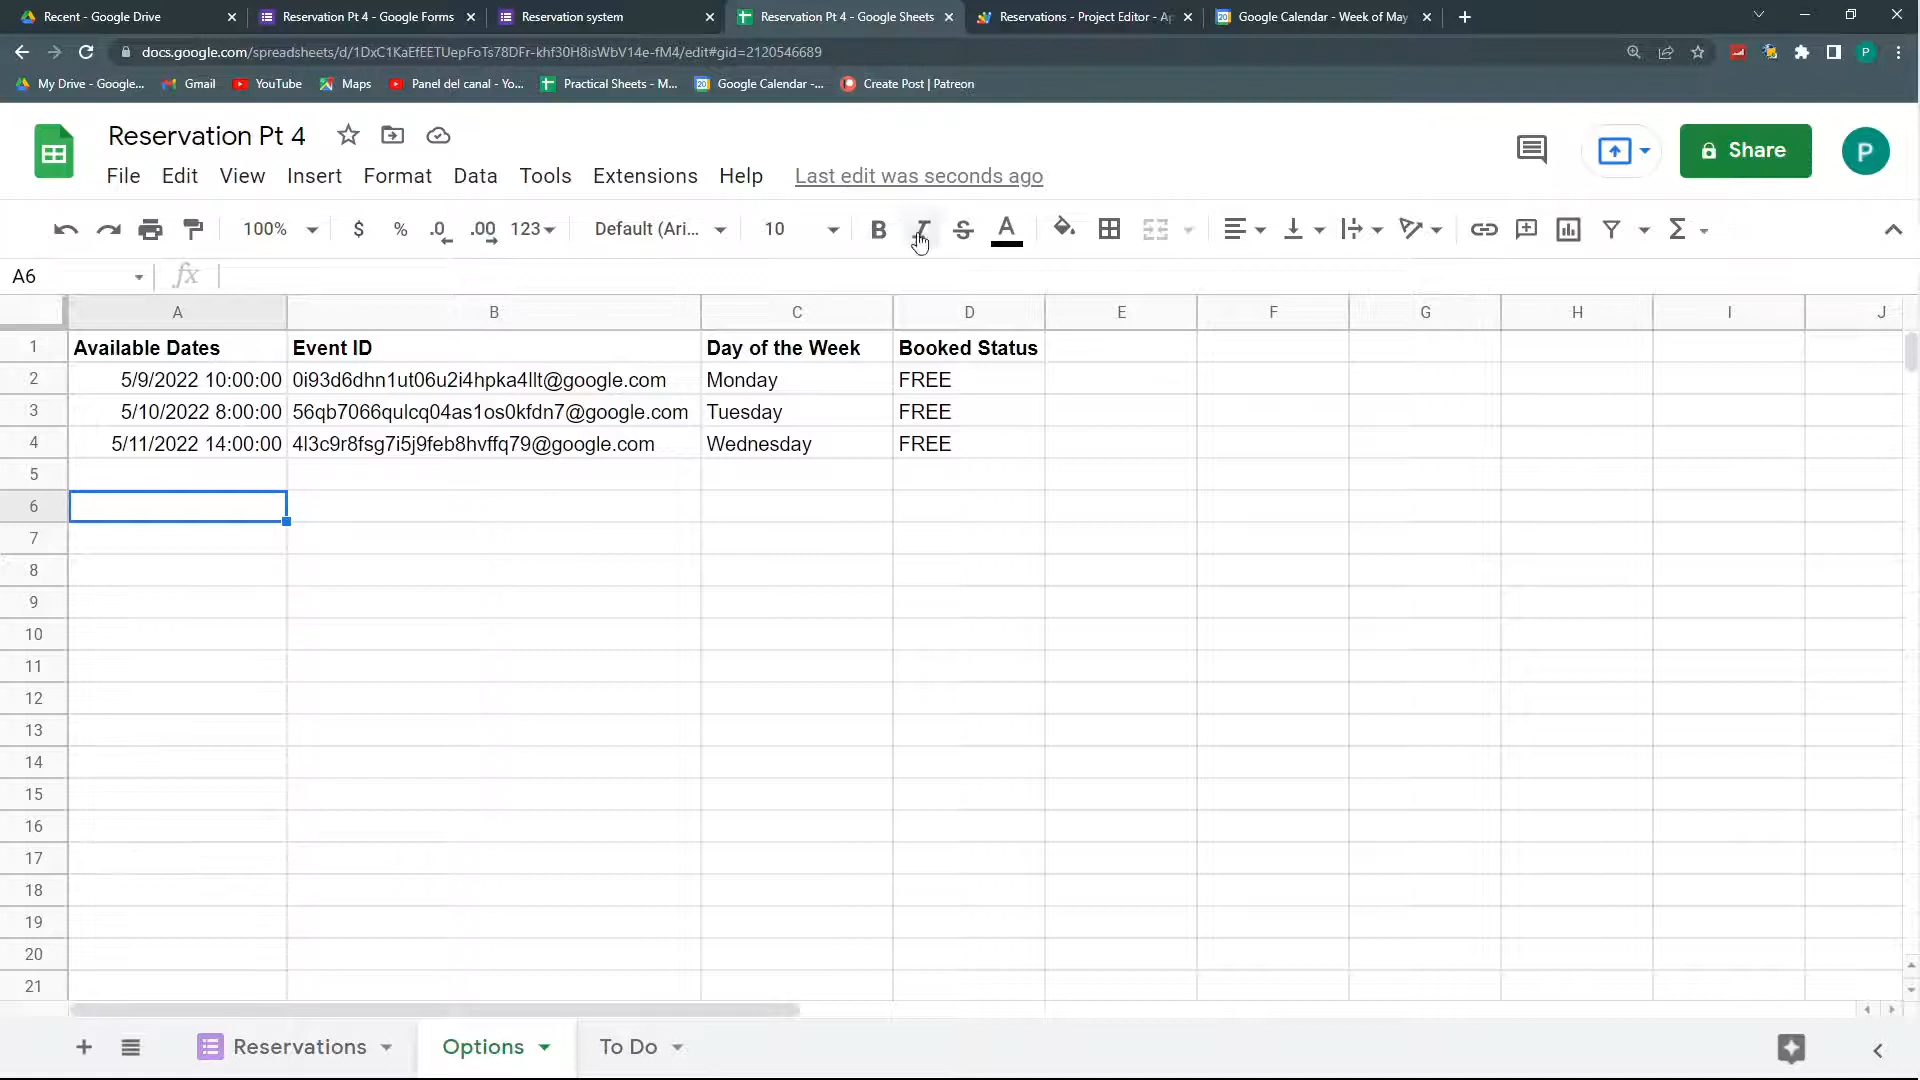 Recent - Google Drive
Reservation Pt 4 - Google Forms
Reservation system
Reservation Pt 4 - Google Sheets
Reservations - Project Editor - Ap
Google Calendar - Week of May
docs.google.com/spreadsheets/d/1DxC1KaEfEETUepFoTs78DFr-khf30H8isWbV14e-fM4/edit#gid=2120546689
My Drive - Google...
Gmail
YouTube
Maps
Panel del canal - Yo...
Practical Sheets - M...
Google Calendar -...
Create Post | Patreon
Reservation Pt 4
Share
P
File Edit View Insert Format Data Tools Extensions Help Last edit was seconds ago
100% $ % .0 .00 123 Default (Ari... 10 B I S A
A6 fx
A B C D E F G H I J
1 Available Dates Event ID Day of the Week Booked Status
2 5/9/2022 10:00:00 0i93d6dhn1ut06u2i4hpka4llt@google.com Monday FREE
3 5/10/2022 8:00:00 56qb7066qulcq04as1os0kfdn7@google.com Tuesday FREE
4 5/11/2022 14:00:00 4l3c9r8fsg7i5j9feb8hvffq79@google.com Wednesday FREE
5
6
7
8
9
10
11
12
13
14
15
16
17
18
19
20
21
Reservations Options To Do